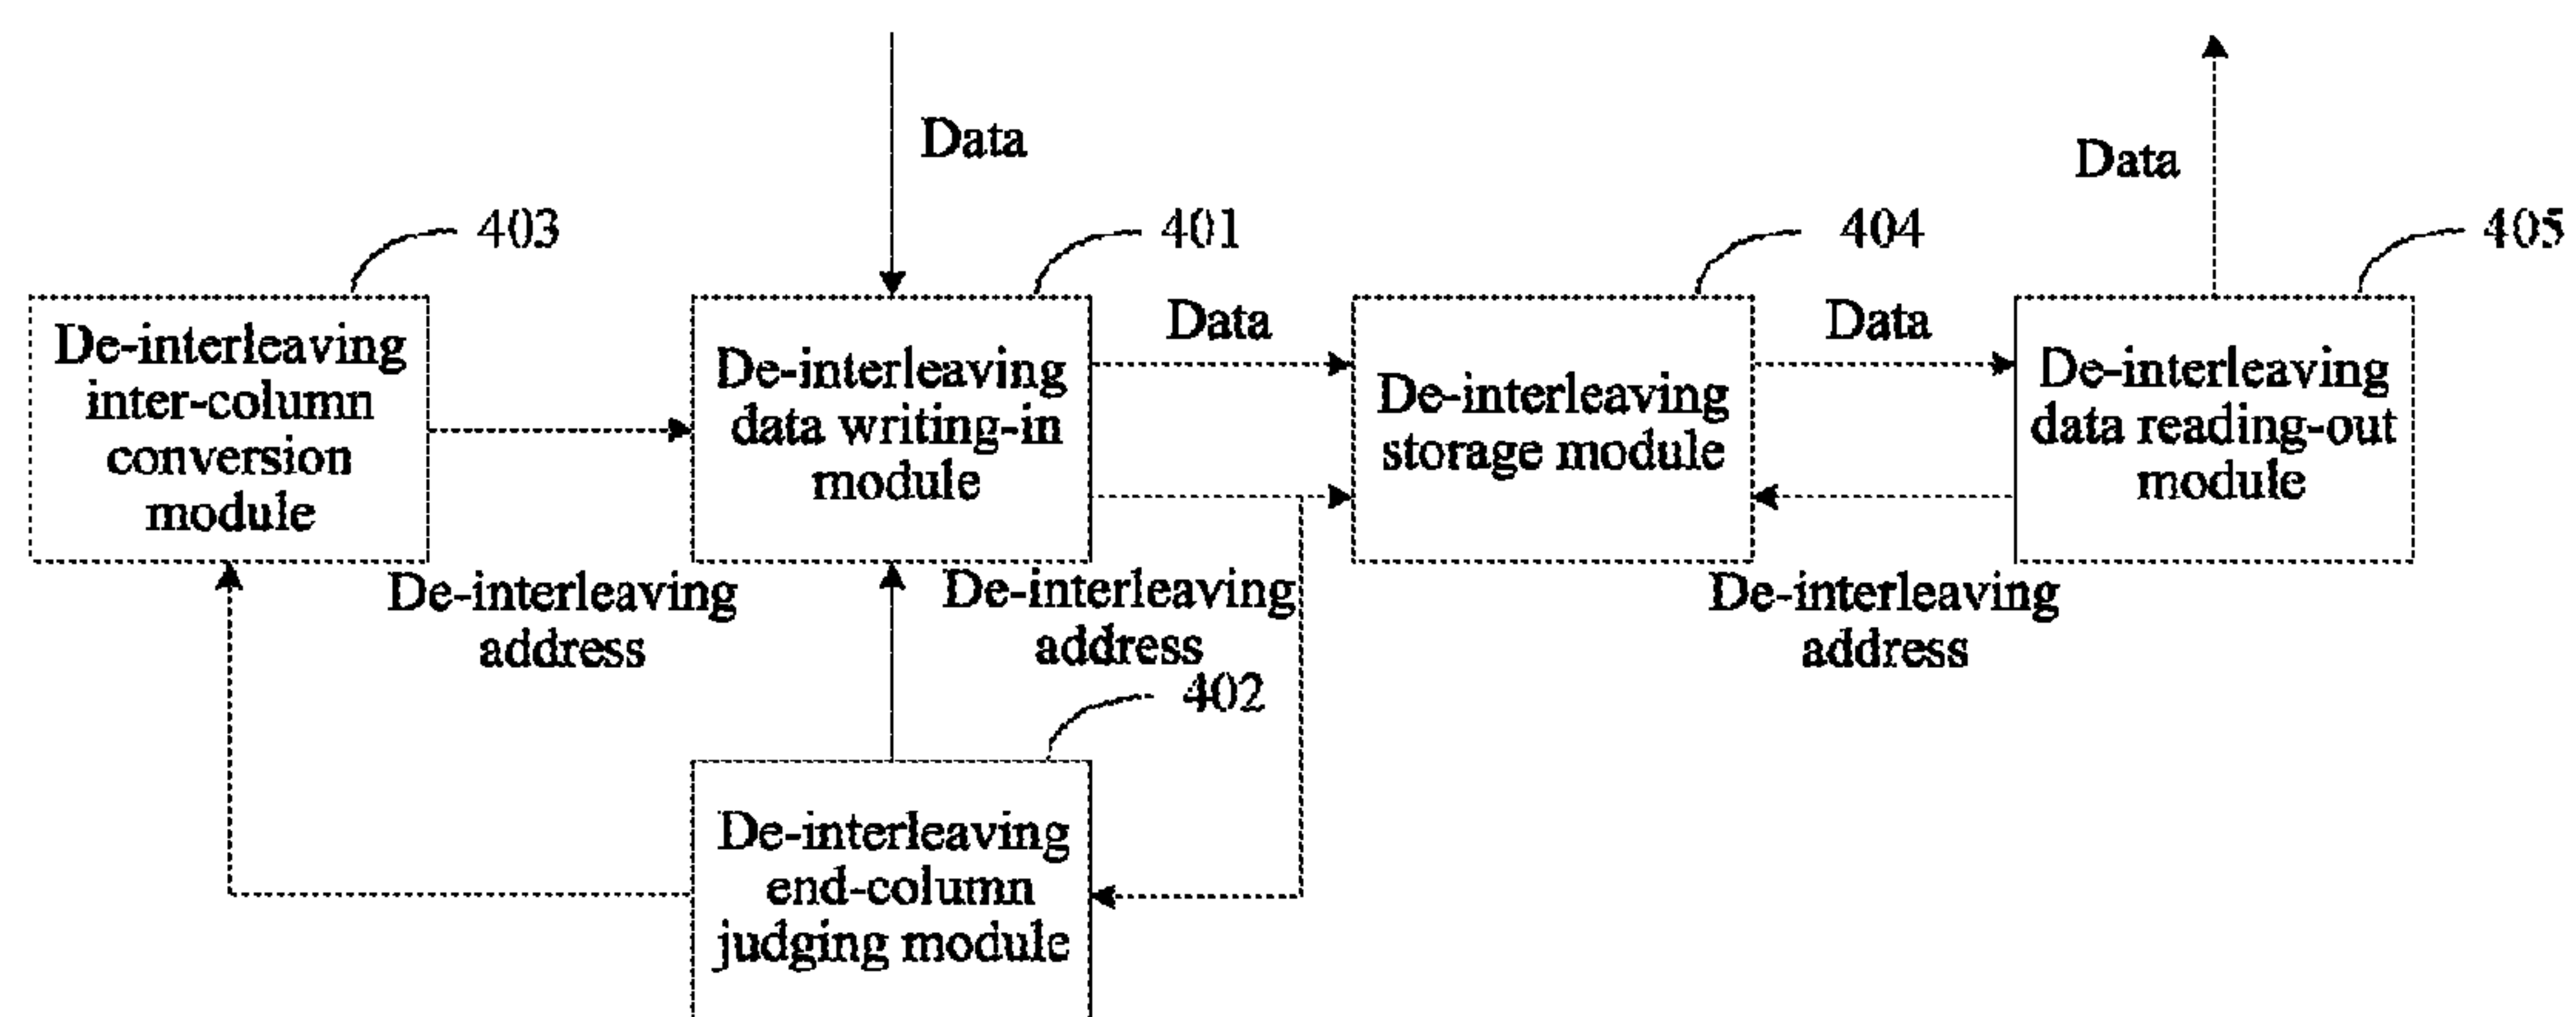 Data
Data
403
401
404
405
De-interleaving
inter-column
conversion
module
De-interleaving
data writing-in
module
Data
De-interleaving
storage module
Data
De-interleaving
data reading-out
module
De-interleaving
address
De-interleaving
address
De-interleaving
address
402
De-interleaving
end-column
judging module